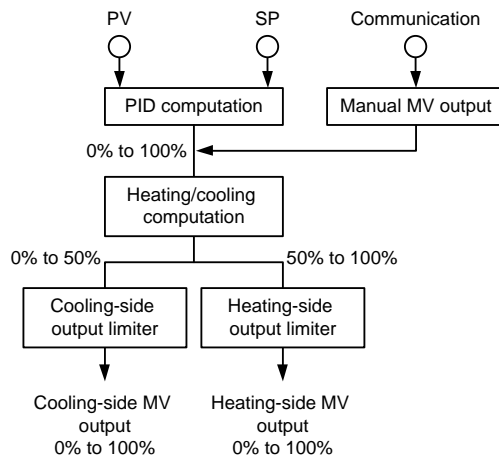 PV
SP
Communication
PID computation
Manual MV output
0% to 100%
Heating/cooling
computation
0% to 50%
50% to 100%
Cooling-side
output limiter
Heating-side
output limiter
Cooling-side MV
output
0% to 100%
Heating-side MV
output
0% to 100%